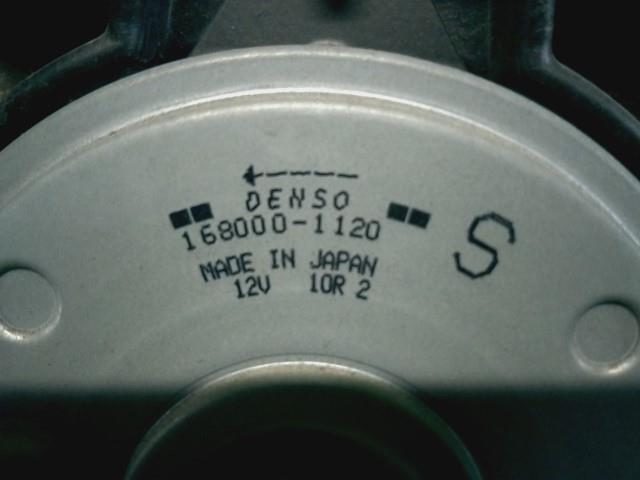 DENSO
168000-1120
S
MADE IN JAPAN
12V 10R 2